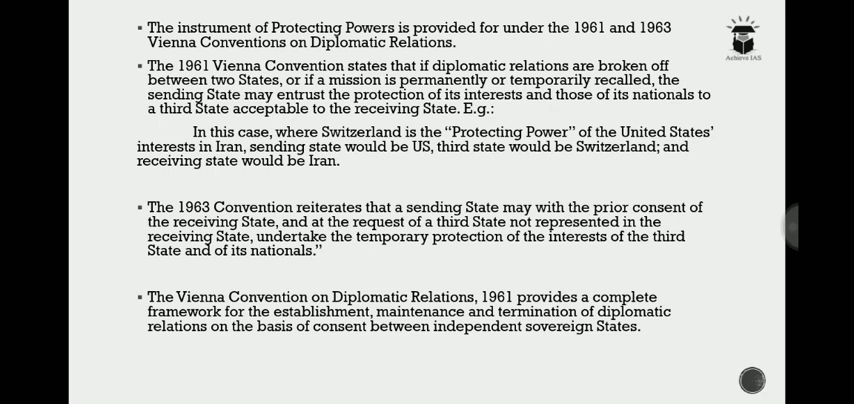 ▪ The instrument of Protecting Powers is provided for under the 1961 and 1963
Vienna Conventions on Diplomatic Relations.
Achieve IAS
▪ The 1961 Vienna Convention states that if diplomatic relations are broken off
between two States, or if a mission is permanently or temporarily recalled, the
sending State may entrust the protection of its interests and those of its nationals to
a third State acceptable to the receiving State. E.g.:
In this case, where Switzerland is the “Protecting Power” of the United States’
interests in Iran, sending state would be US, third state would be Switzerland; and
receiving state would be Iran.
▪ The 1963 Convention reiterates that a sending State may with the prior consent of
the receiving State, and at the request of a third State not represented in the
receiving State, undertake the temporary protection of the interests of the third
State and of its nationals.”
▪ The Vienna Convention on Diplomatic Relations, 1961 provides a complete
framework for the establishment, maintenance and termination of diplomatic
relations on the basis of consent between independent sovereign States.